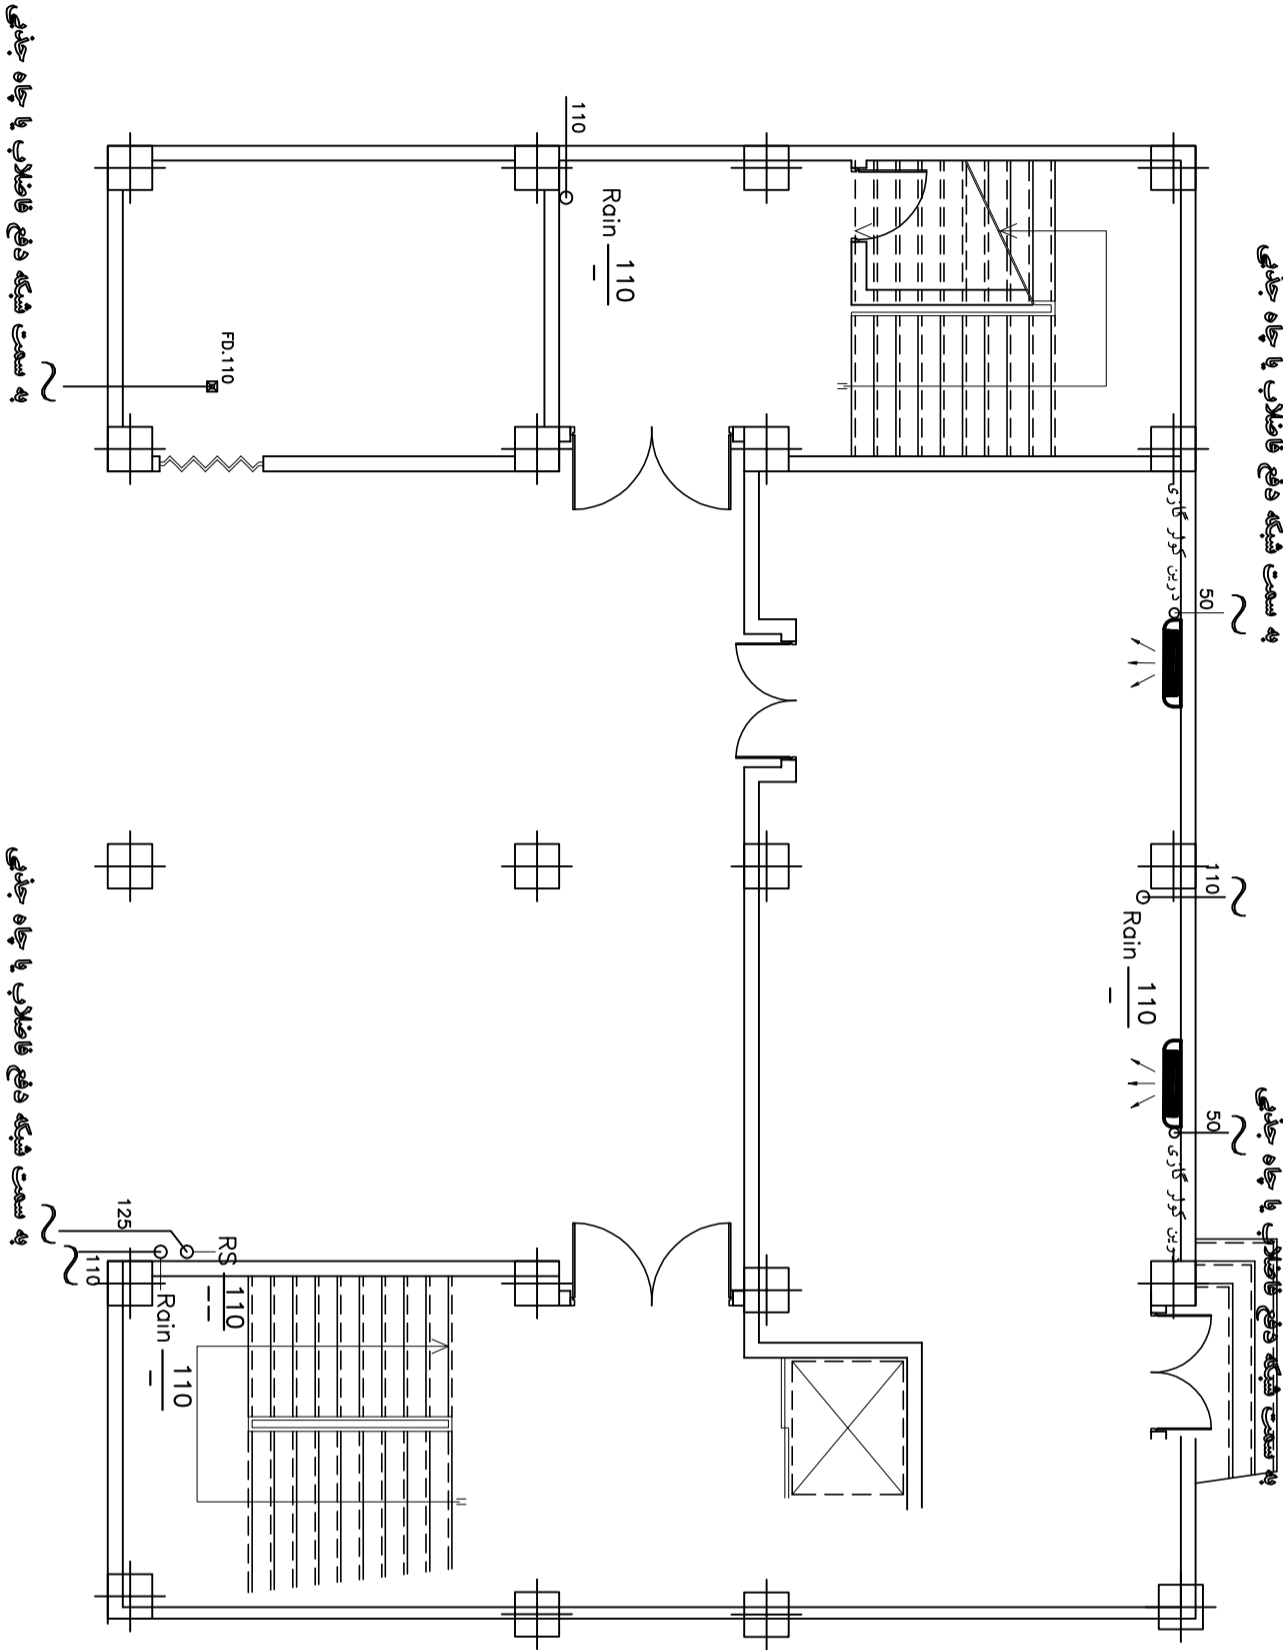 به سمت شبکه دفع فاضلاب یا چاه جذبی
به سمت شبکه دفع فاضلاب یا چاه جذبی
50
درین کولر گازی
110
Rain 110
50
درین کولر گازی
به سمت شبکه دفع فاضلاب یا چاه جذبی
110
Rain 110
FD.110
به سمت شبکه دفع فاضلاب یا چاه جذبی
125
110
RS 110
Rain 110